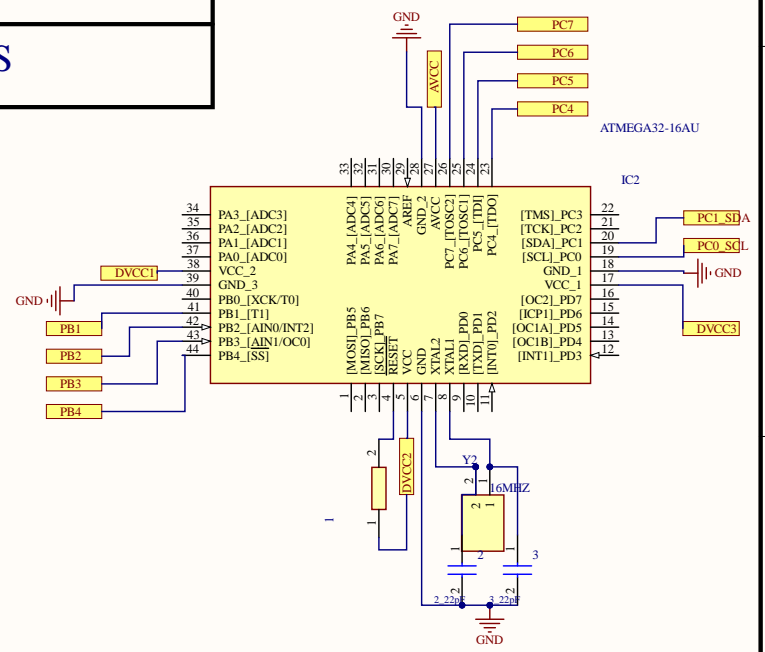 S
GND
AVCC
PC7
PC6
PC5
PC4
ATMEGA32-16AU
IC2
33
32
31
30
29
28
27
26
25
24
23
PA4_[ADC4]
PA5_[ADC5]
PA6_[ADC6]
PA7_[ADC7]
AREF
GND_2
AVCC
PC7_[TOSC2]
PC6_[TOSC1]
PC5_[TDI]
PC4_[TDO]
34 PA3_[ADC3]
35 PA2_[ADC2]
36 PA1_[ADC1]
37 PA0_[ADC0]
DVCC1 38 VCC_2
GND 39 GND_3
40 PB0_[XCK/T0]
PB1 41 PB1_[T1]
PB2 42 PB2_[AIN0/INT2]
PB3 43 PB3_[AIN1/OC0]
PB4 44 PB4_[SS]
[TMS]_PC3 22
[TCK]_PC2 21
[SDA]_PC1 20 PC1_SDA
[SCL]_PC0 19 PC0_SCL
GND_1 18 GND
VCC_1 17 DVCC3
[OC2]_PD7 16
[ICP1]_PD6 15
[OC1A]_PD5 14
[OC1B]_PD4 13
[INT1]_PD3 12
[MOSI]_PB5
[MISO]_PB6
[SCK]_PB7
RESET
VCC
GND
XTAL2
XTAL1
[RXD]_PD0
[TXD]_PD1
[INT0]_PD2
1
2
3
4
5
6
7
8
9
10
11
2
1
1
DVCC2
Y2
2
1
16MHZ
2
1
1
2
2
2_22pF
1
3
2
3_22pF
GND